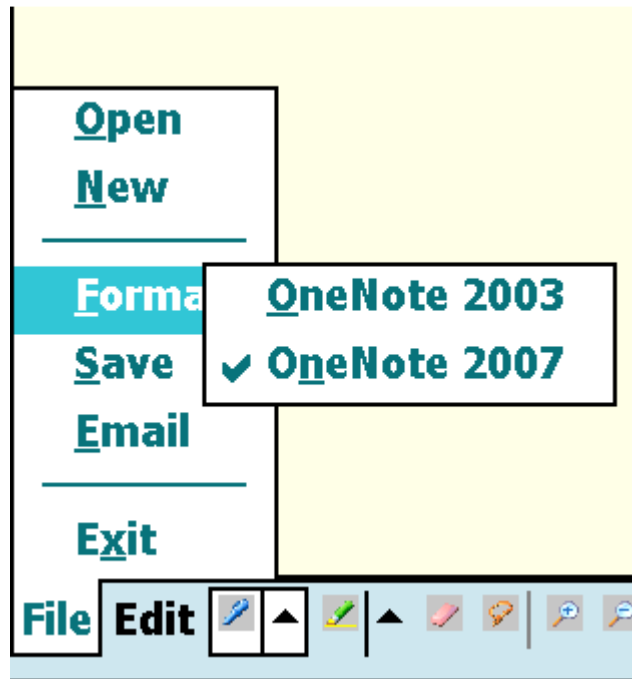 Open
New
Forma
OneNote 2003
Save
OneNote 2007
Email
Exit
File Edit